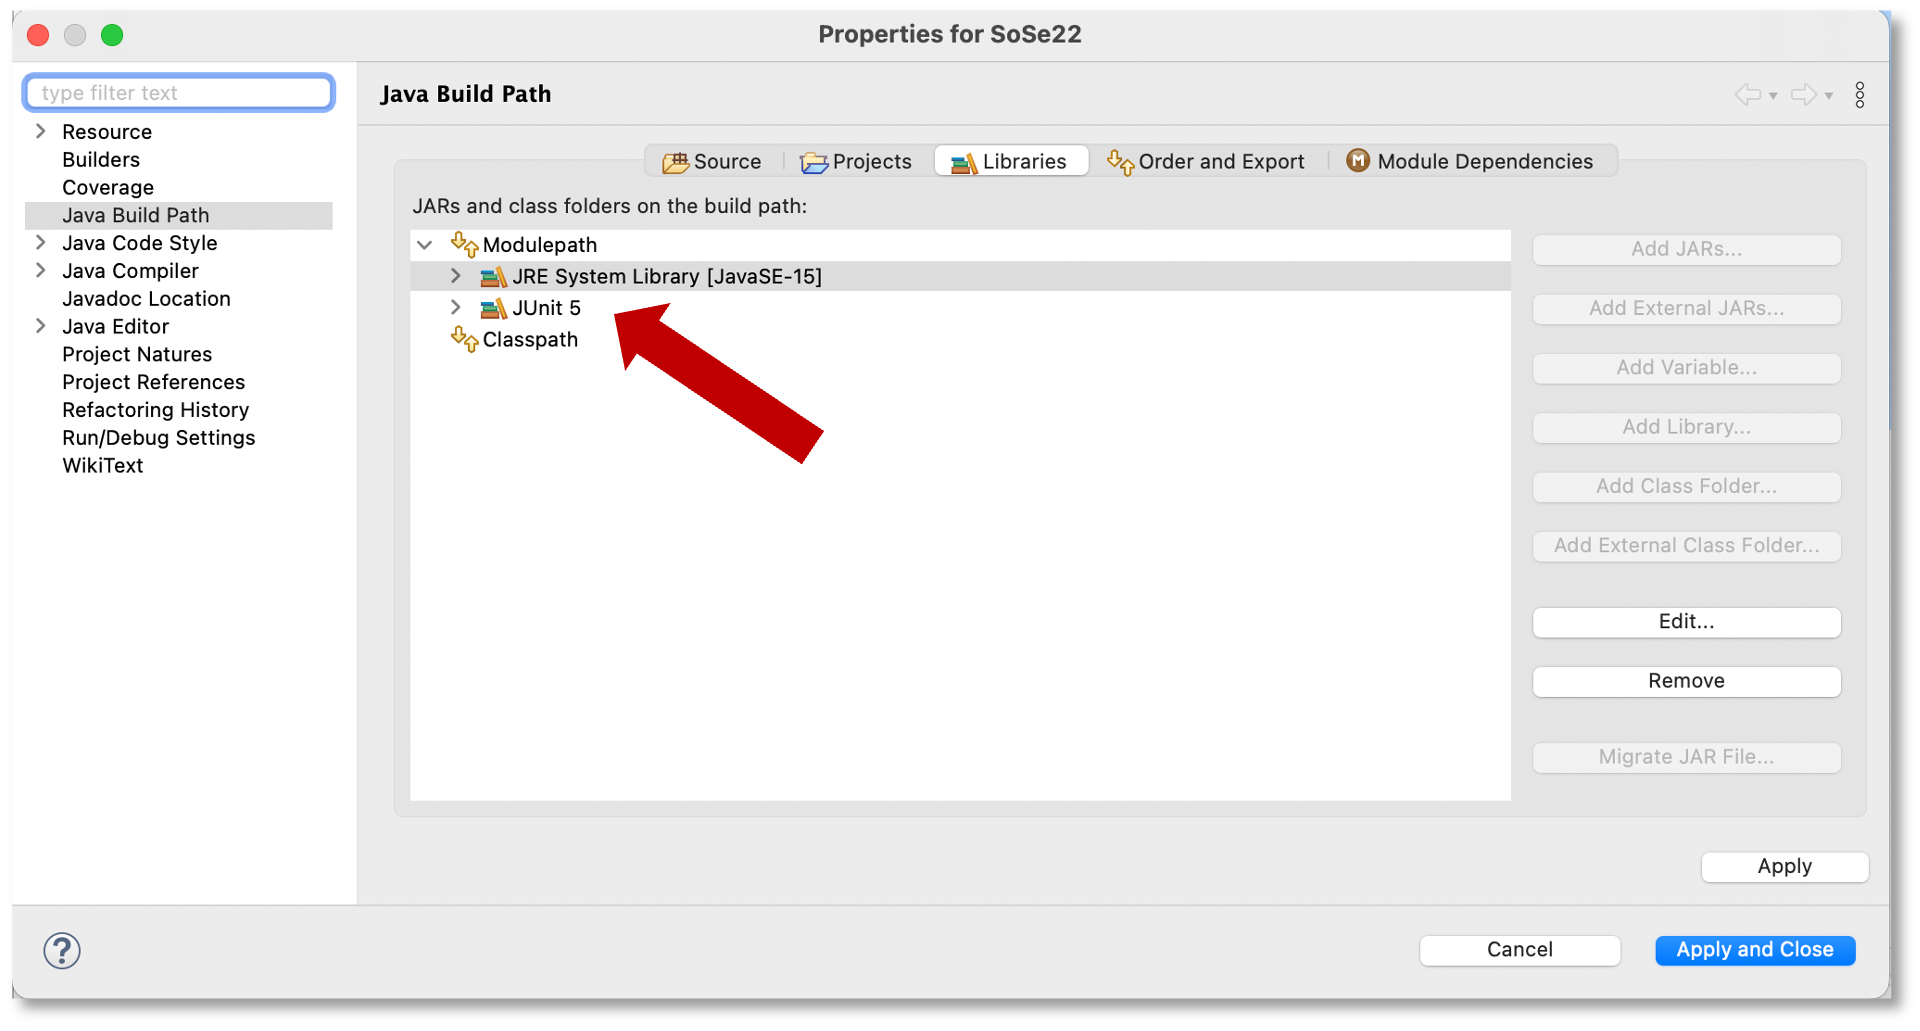 Properties for SoSe22
type filter text
Resource
Builders
Coverage
Java Build Path
Java Code Style
Java Compiler
Javadoc Location
Java Editor
Project Natures
Project References
Refactoring History
Run/Debug Settings
WikiText
Java Build Path
Source Projects Libraries Order and Export M Module Dependencies
JARs and class folders on the build path:
Modulepath
JRE System Library [JavaSE-15]
JUnit 5
Classpath
Add JARs...
Add External JARs...
Add Variable...
Add Library...
Add Class Folder...
Add External Class Folder...
Edit...
Remove
Migrate JAR File...
Apply
?
Cancel
Apply and Close